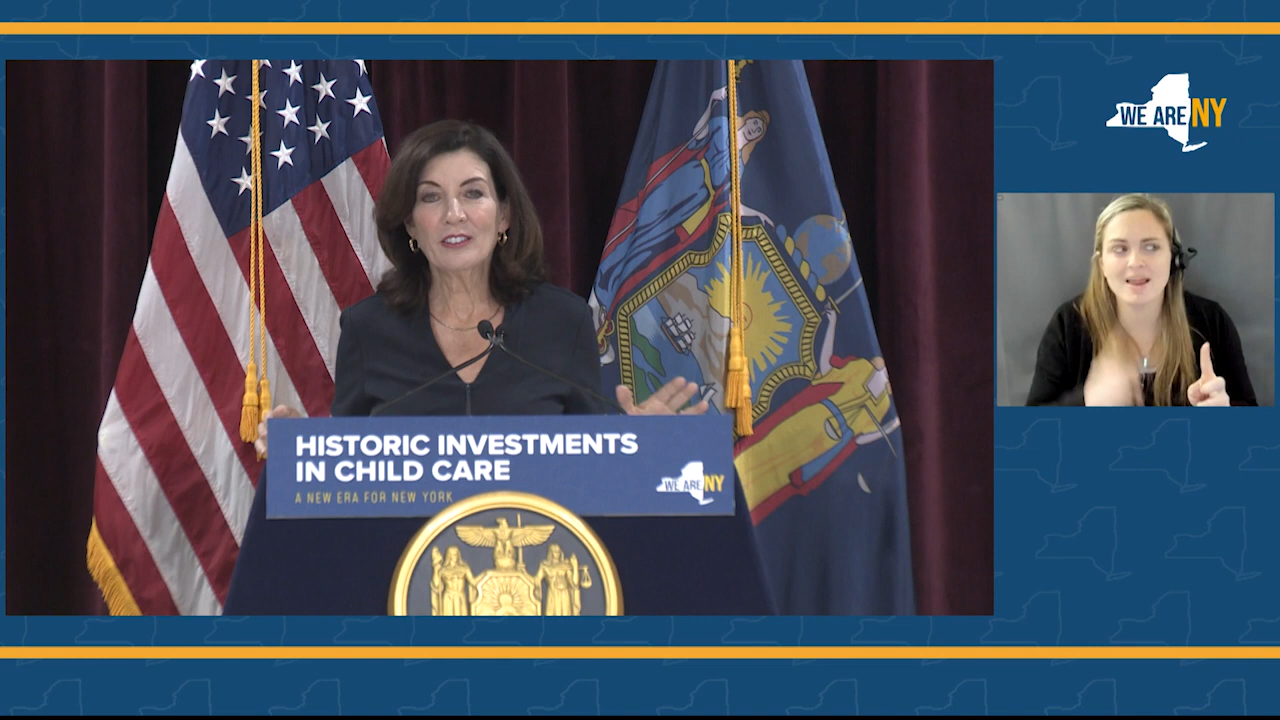 WE ARE NY
HISTORIC INVESTMENTS
IN CHILD CARE
A NEW ERA FOR NEW YORK
WE ARE NY